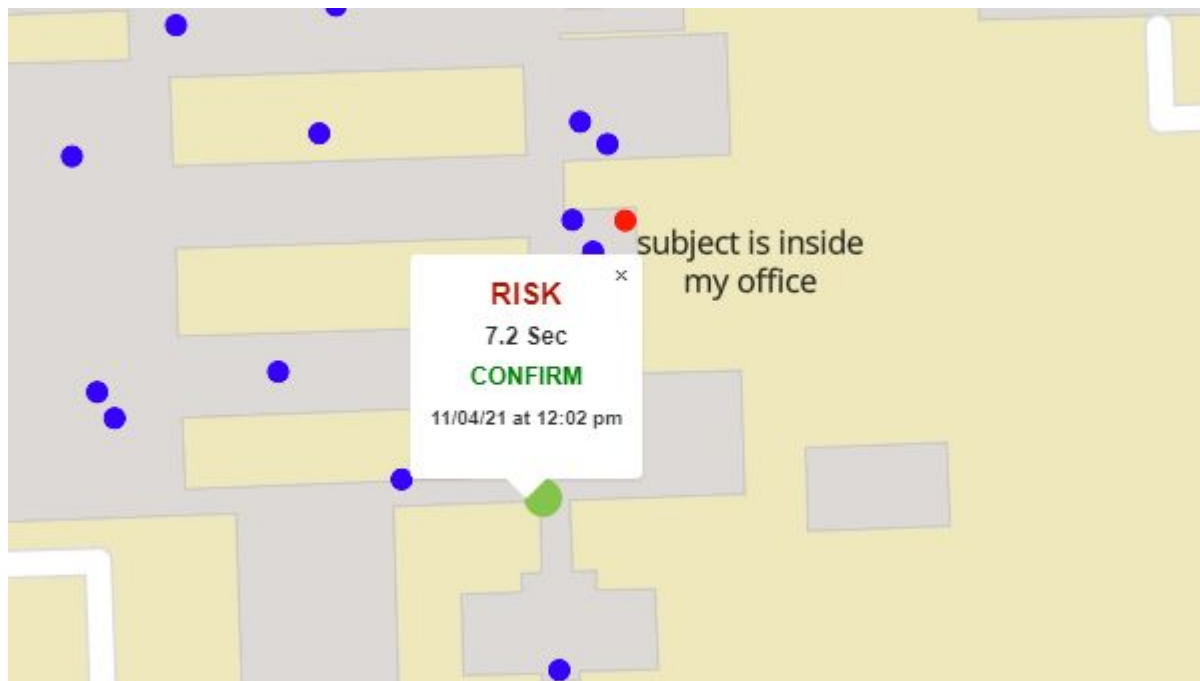 subject is inside
my office
×
RISK
7.2 Sec
CONFIRM
11/04/21 at 12:02 pm